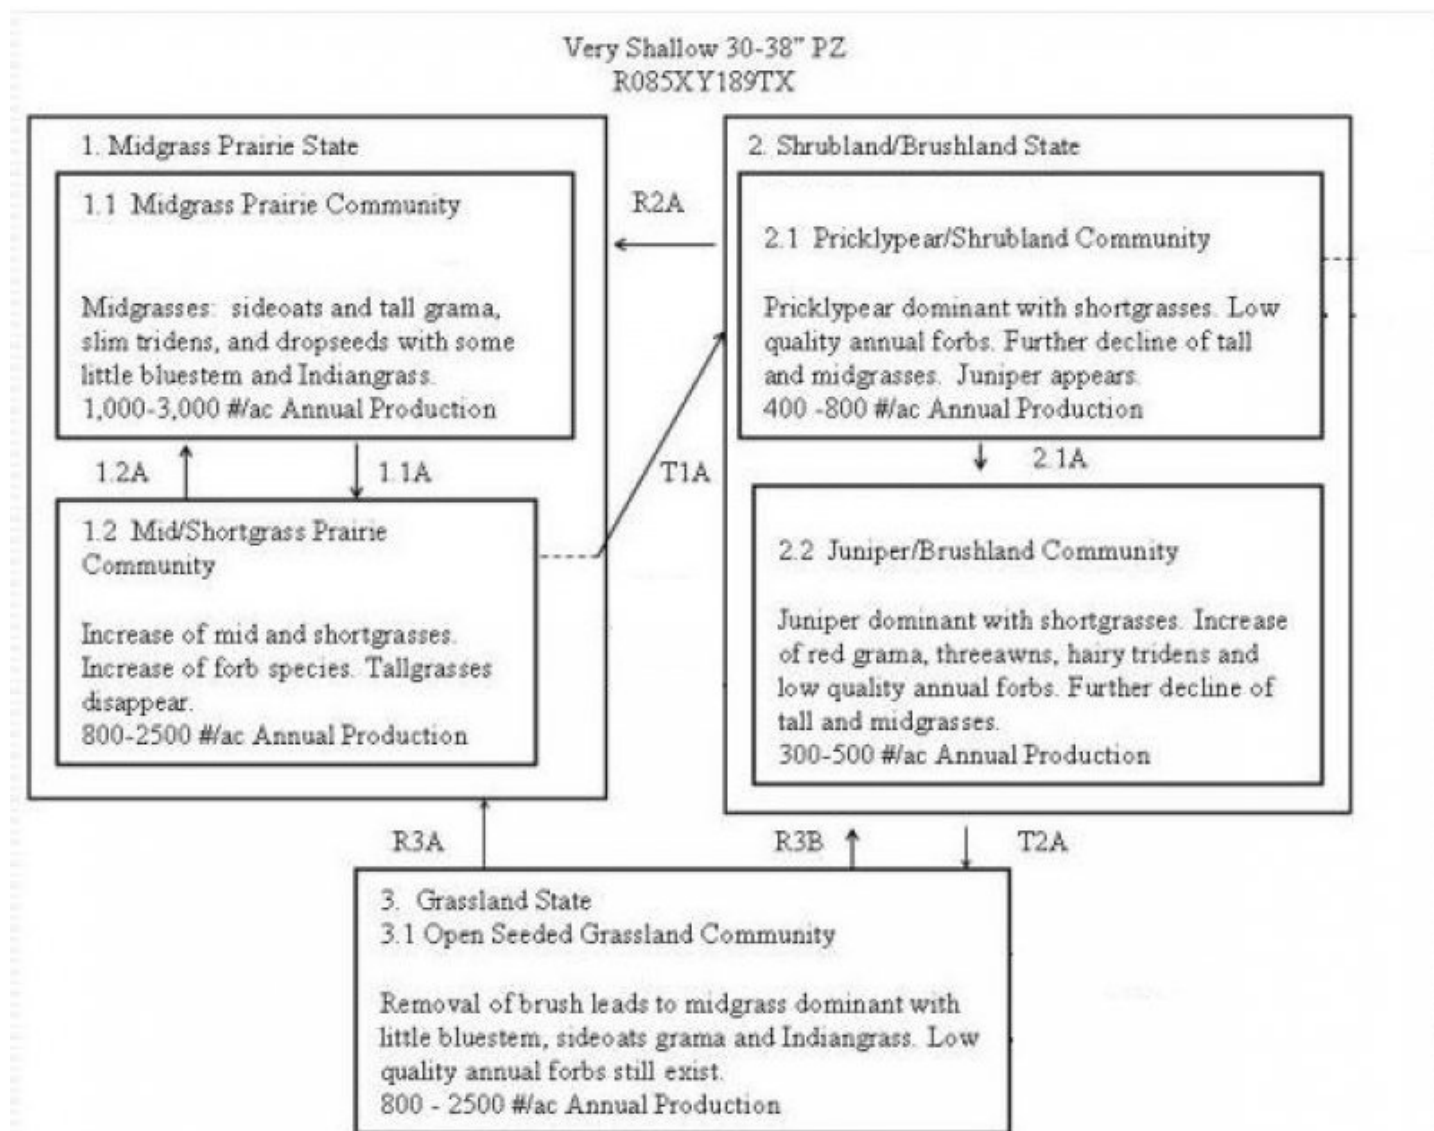 Very Shallow 30-38" PZ
R085XY189TX
1. Midgrass Prairie State
1.1 Midgrass Prairie Community
Midgrasses: sideoats and tall grama,
slim tridens, and dropseeds with some
little bluestem and Indiangrass.
1,000-3,000 #/ac Annual Production
1.2A
1.1A
1.2 Mid/Shortgrass Prairie
Community
Increase of mid and shortgrasses.
Increase of forb species. Tallgrasses
disappear.
800-2500 #/ac Annual Production
R2A
T1A
2. Shrubland/Brushland State
2.1 Pricklypear/Shrubland Community
Pricklypear dominant with shortgrasses. Low
quality annual forbs. Further decline of tall
and midgrasses. Juniper appears.
400 -800 #/ac Annual Production
2.1A
2.2 Juniper/Brushland Community
Juniper dominant with shortgrasses. Increase
of red grama, threeawns, hairy tridens and
low quality annual forbs. Further decline of
tall and midgrasses.
300-500 #/ac Annual Production
R3A
R3B
T2A
3. Grassland State
3.1 Open Seeded Grassland Community
Removal of brush leads to midgrass dominant with
little bluestem, sideoats grama and Indiangrass. Low
quality annual forbs still exist.
800 - 2500 #/ac Annual Production